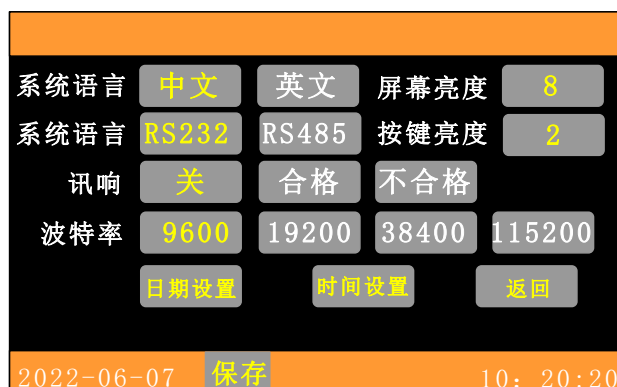 系统语言 中文 英文 屏幕亮度 8
系统语言 RS232 RS485 按键亮度 2
讯响 关 合格 不合格
波特率 9600 19200 38400 115200
日期设置 时间设置 返回
2022-06-07 保存 10: 20:20